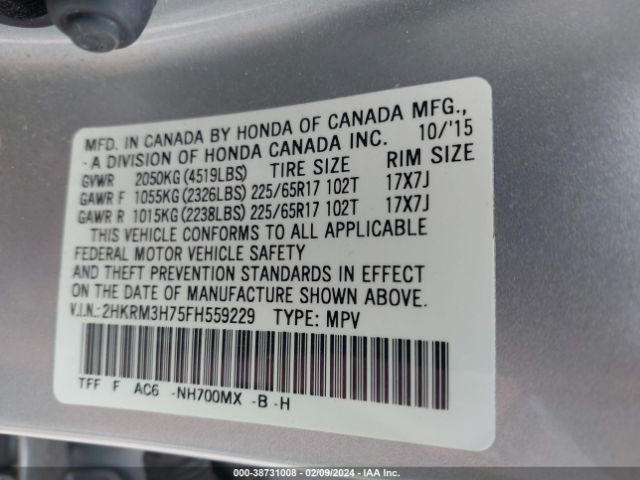 MFD. IN CANADA BY HONDA OF CANADA MFG.,
-A DIVISION OF HONDA CANADA INC. 10/'15
GVWR 2050KG (4519LBS) TIRE SIZE RIM SIZE
GAWR F 1055KG (2326LBS) 225/65R17 102T 17X7J
GAWR R 1015KG (2238LBS) 225/65R17 102T 17X7J
THIS VEHICLE CONFORMS TO ALL APPLICABLE
FEDERAL MOTOR VEHICLE SAFETY
AND THEFT PREVENTION STANDARDS IN EFFECT
ON THE DATE OF MANUFACTURE SHOWN ABOVE.
V.I.N.:2HKRM3H75FH559229 TYPE: MPV
TFF F AC6 -NH700MX -B -H
000-38731008 - 02/09/2024 - IAA Inc.